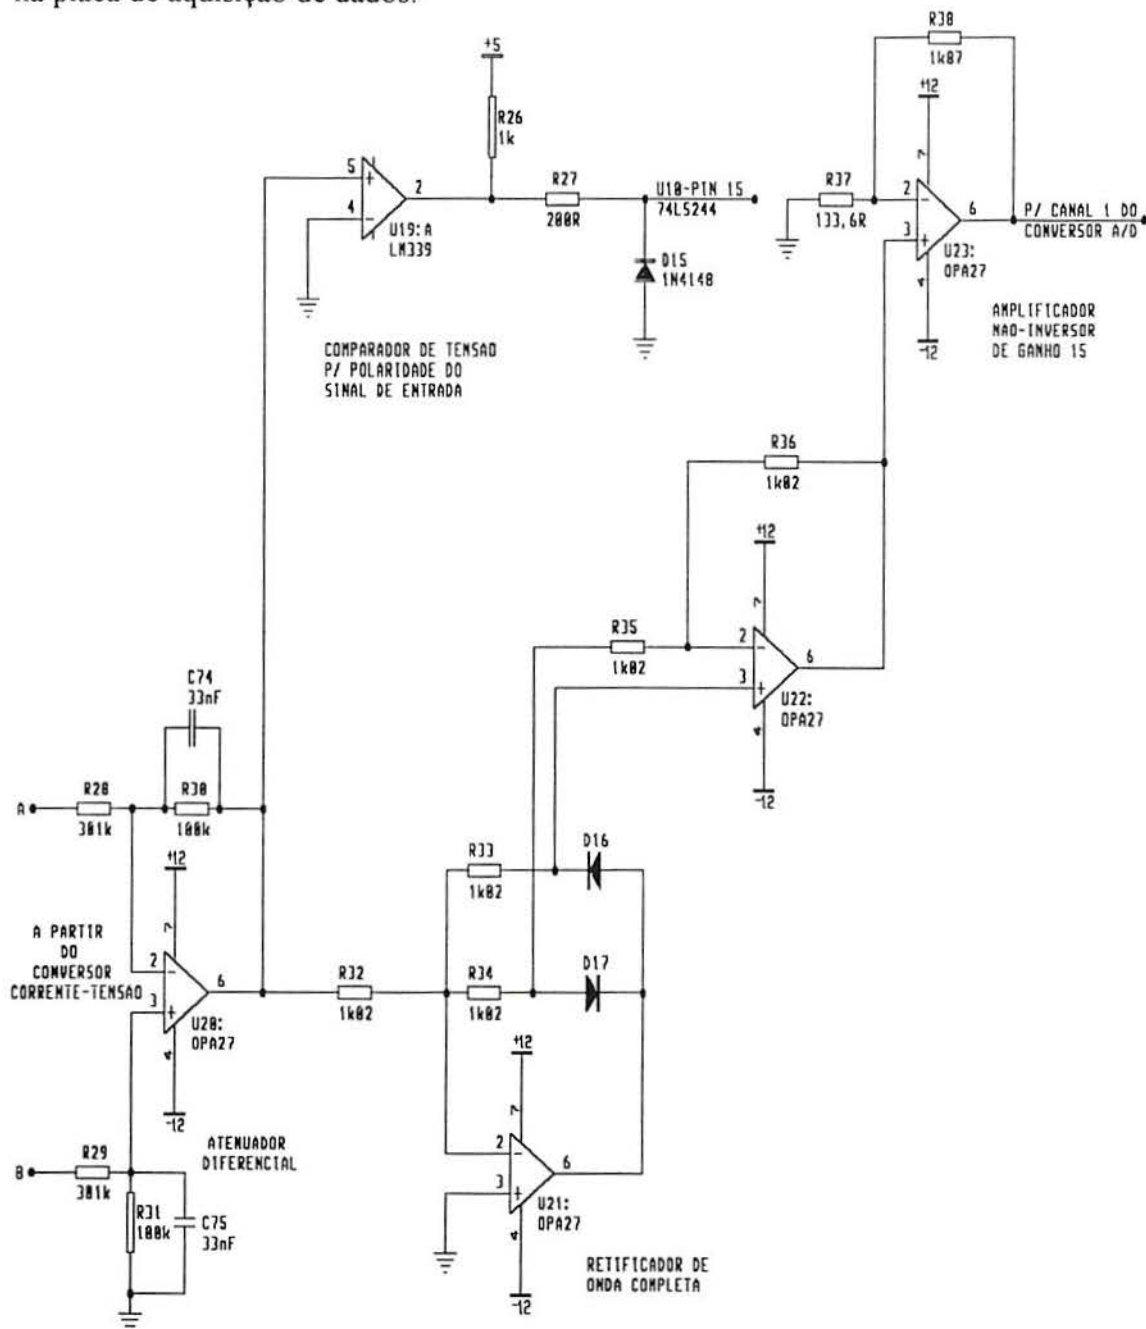 na placa de aquisição de dados.
R38
1k87
+5
+12
R26
1k
7
5
2
4
U19:A
LM339
R27
200R
U18-PIN 15
74LS244
R37
133,6R
2
3
6
P/ CANAL 1 DO
CONVERSOR A/D
U23:
OPA27
D15
1N4148
4
-12
AMPLIFICADOR
NAO-INVERSOR
DE GANHO 15
COMPARADOR DE TENSAO
P/ POLARIDADE DO
SINAL DE ENTRADA
R36
1k02
+12
7
R35
1k02
2
3
6
U22:
OPA27
4
-12
C74
33nF
A
R28
301k
R30
100k
+12
7
R33
1k02
D16
A PARTIR
DO
CONVERSOR
CORRENTE-TENSAO
2
3
6
U20:
OPA27
4
-12
R32
1k02
R34
1k02
D17
+12
7
ATENUADOR
DIFERENCIAL
B
R29
301k
R31
100k
C75
33nF
2
3
6
U21:
OPA27
4
-12
RETIFICADOR DE
ONDA COMPLETA